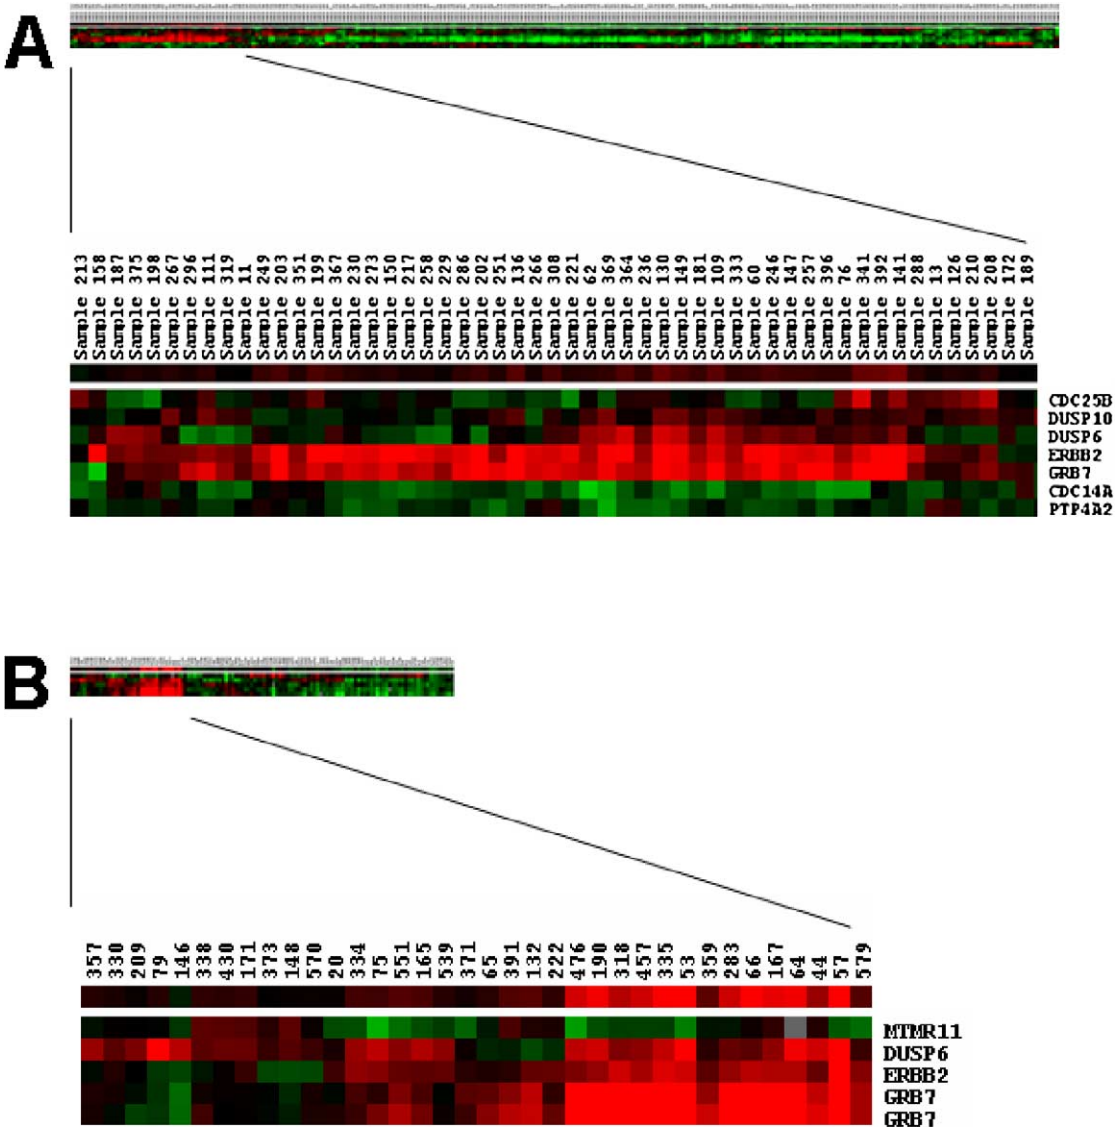 A
Sample 213
Sample 158
Sample 187
Sample 375
Sample 198
Sample 267
Sample 296
Sample 111
Sample 319
Sample 11
Sample 249
Sample 203
Sample 351
Sample 199
Sample 367
Sample 230
Sample 273
Sample 150
Sample 217
Sample 258
Sample 229
Sample 286
Sample 202
Sample 251
Sample 136
Sample 266
Sample 308
Sample 221
Sample 62
Sample 369
Sample 364
Sample 236
Sample 130
Sample 149
Sample 181
Sample 109
Sample 333
Sample 60
Sample 246
Sample 147
Sample 257
Sample 396
Sample 76
Sample 341
Sample 392
Sample 141
Sample 288
Sample 13
Sample 126
Sample 210
Sample 208
Sample 172
Sample 189
CDC25B
DUSP10
DUSP6
ERBB2
GRB7
CDC14A
PTP4A2
B
357
330
209
79
146
338
430
171
373
148
570
20
334
75
551
165
539
371
65
391
132
222
476
190
318
457
335
53
359
283
66
167
64
44
57
579
MTMR11
DUSP6
ERBB2
GRB7
GRB7